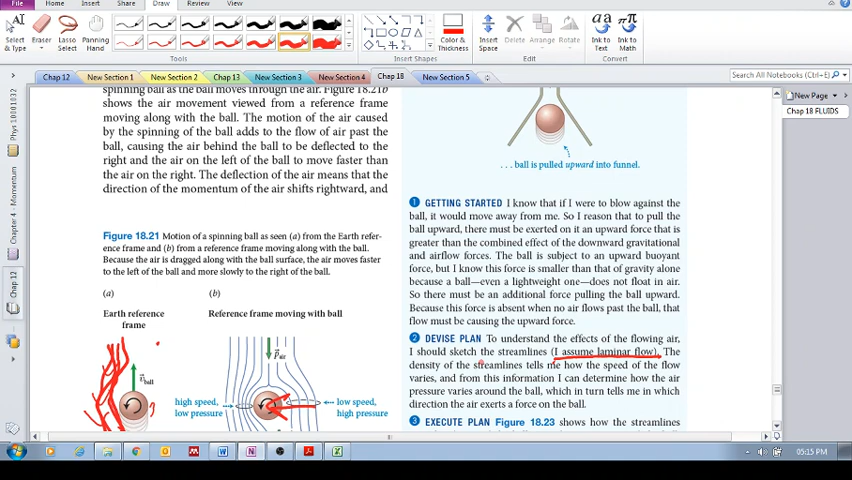 File
Home
Insert
Share
Draw
Review
View
Select
& Type
Eraser
Lasso
Select
Panning
Hand
Tools
Insert Shapes
Color &
Thickness
Insert
Space
Delete
Arrange
Rotate
Edit
Ink to
Text
Ink to
Math
Convert
Chap 12
New Section 1
New Section 2
Chap 13
New Section 3
New Section 4
Chap 18
New Section 5
Search All Notebooks (Ctrl+E)
New Page
Chap 18 FLUIDS
Phys 10001032
Chapter 4 - Momentum
Chap 12
spinning ball as the ball moves through the air. Figure 18.21b
shows the air movement viewed from a reference frame
moving along with the ball. The motion of the air caused
by the spinning of the ball adds to the flow of air past the
ball, causing the air behind the ball to be deflected to the
right and the air on the left of the ball to move faster than
the air on the right. The deflection of the air means that the
direction of the momentum of the air shifts rightward, and
Figure 18.21 Motion of a spinning ball as seen (a) from the Earth refer-
ence frame and (b) from a reference frame moving along with the ball.
Because the air is dragged along with the ball surface, the air moves faster
to the left of the ball and more slowly to the right of the ball.
(a)
(b)
Earth reference
frame
Reference frame moving with ball
v ball
p air
high speed,
low pressure
low speed,
high pressure
. . . ball is pulled upward into funnel.
1 GETTING STARTED I know that if I were to blow against the
ball, it would move away from me. So I reason that to pull the
ball upward, there must be exerted on it an upward force that is
greater than the combined effect of the downward gravitational
and airflow forces. The ball is subject to an upward buoyant
force, but I know this force is smaller than that of gravity alone
because a ball—even a lightweight one—does not float in air.
So there must be an additional force pulling the ball upward.
Because this force is absent when no air flows past the ball, that
flow must be causing the upward force.
2 DEVISE PLAN To understand the effects of the flowing air,
I should sketch the streamlines (I assume laminar flow). The
density of the streamlines tells me how the speed of the flow
varies, and from this information I can determine how the air
pressure varies around the ball, which in turn tells me in which
direction the air exerts a force on the ball.
3 EXECUTE PLAN Figure 18.23 shows how the streamlines
05:15 PM